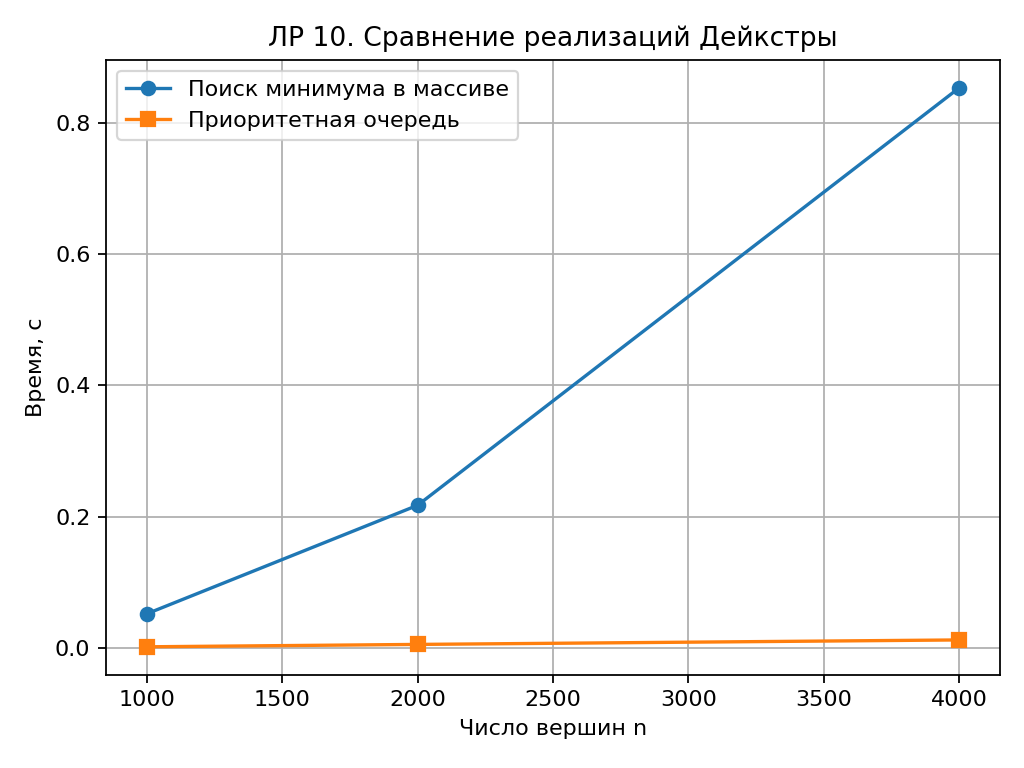 ЛР 10. Сравнение реализаций Дейкстры
Поиск минимума в массиве
Приоритетная очередь
Время, с
0.8
0.6
0.4
0.2
0.0
1000 1500 2000 2500 3000 3500 4000
Число вершин n